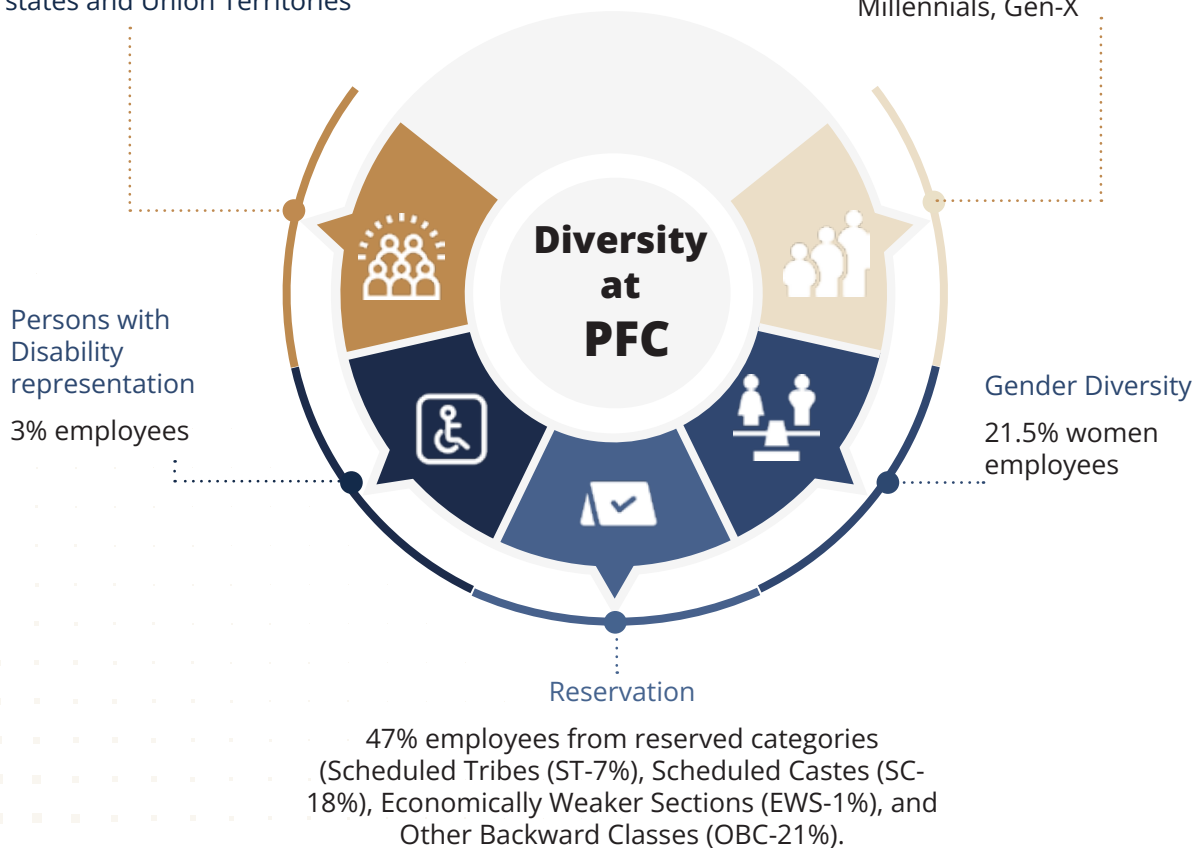 states and Union Territories
Millennials, Gen-X
Diversity
at
PFC
Persons with
Disability
representation
3% employees
Gender Diversity
21.5% women
employees
Reservation
47% employees from reserved categories
(Scheduled Tribes (ST-7%), Scheduled Castes (SC-
18%), Economically Weaker Sections (EWS-1%), and
Other Backward Classes (OBC-21%).